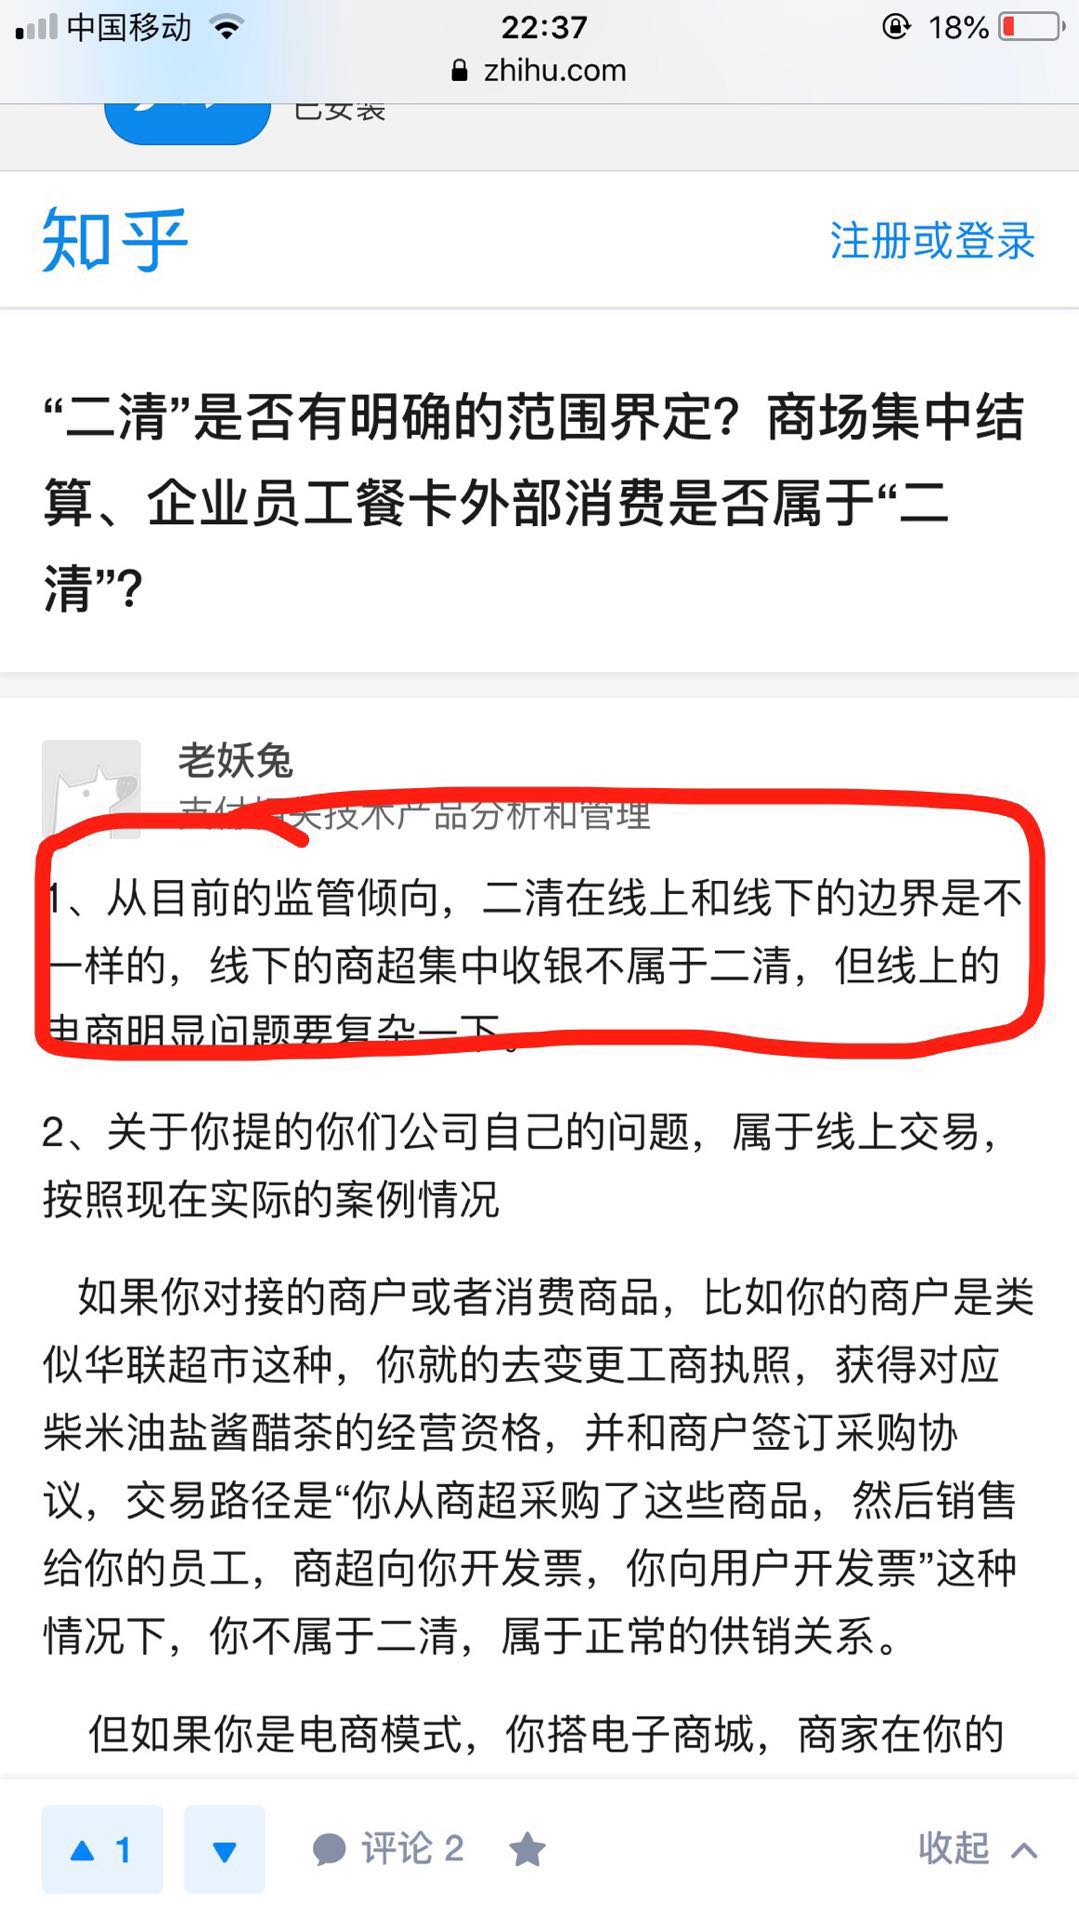 中国移动 22:37 18%
zhihu.com
已安装
知乎 注册或登录
“二清”是否有明确的范围界定？商场集中结
算、企业员工餐卡外部消费是否属于“二
清”？
老妖兔
支付相关技术产品分析和管理
1、从目前的监管倾向，二清在线上和线下的边界是不
一样的，线下的商超集中收银不属于二清，但线上的
电商明显问题要复杂一下。
2、关于你提的你们公司自己的问题，属于线上交易，
按照现在实际的案例情况
如果你对接的商户或者消费商品，比如你的商户是类
似华联超市这种，你就的去变更工商执照，获得对应
柴米油盐酱醋茶的经营资格，并和商户签订采购协
议，交易路径是“你从商超采购了这些商品，然后销售
给你的员工，商超向你开发票，你向用户开发票”这种
情况下，你不属于二清，属于正常的供销关系。
但如果你是电商模式，你搭电子商城，商家在你的
1 评论 2 收起